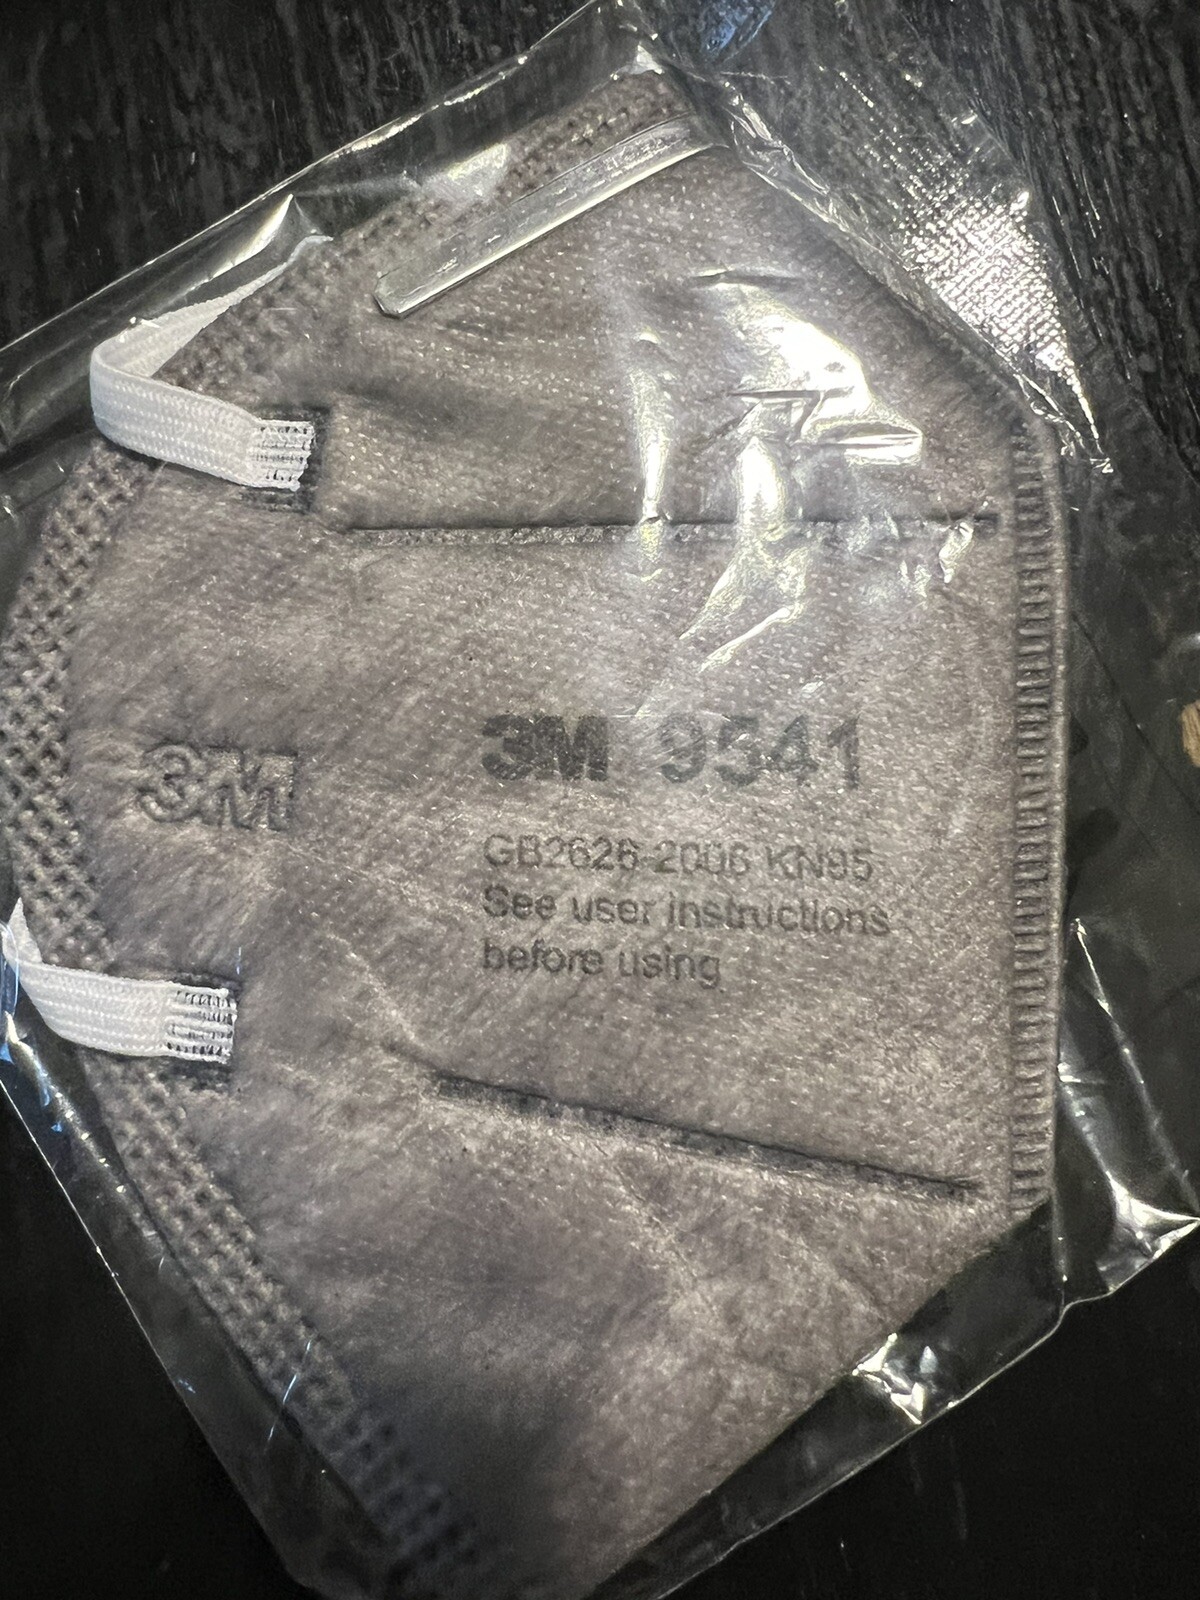 3M
3M 9541
GB2626-2006 KN95
See user instructions
before using